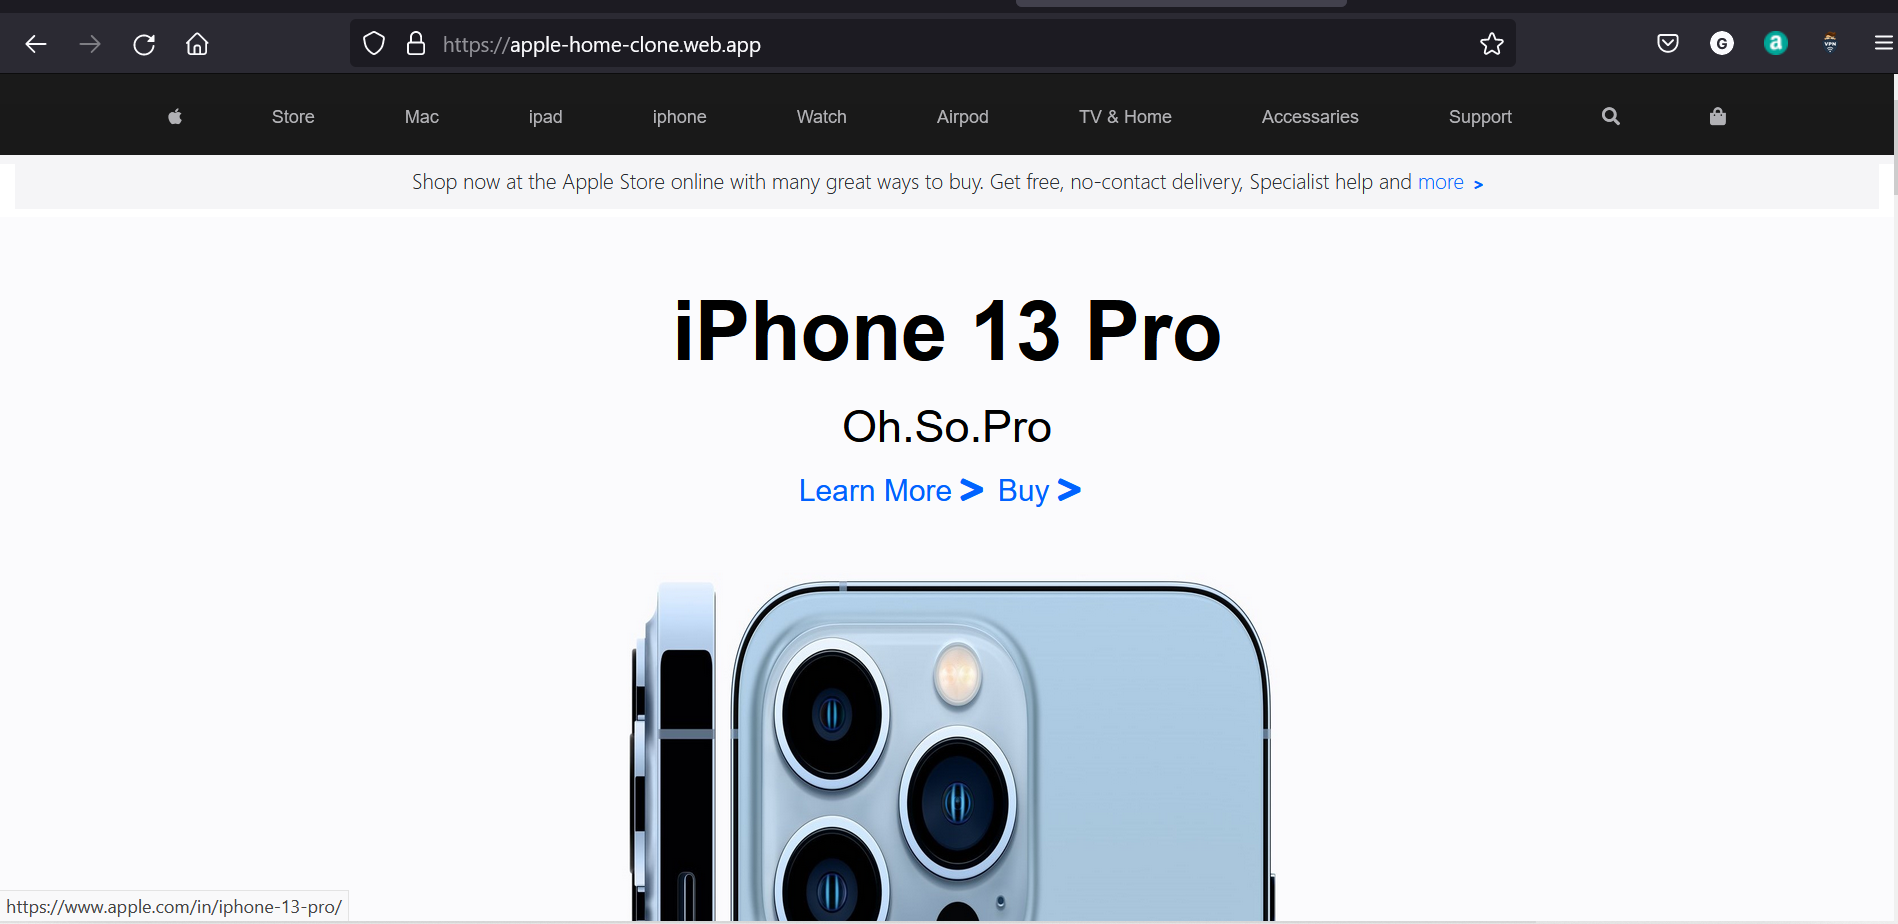 https://apple-home-clone.web.app
G
a
VPN
Store Mac ipad iphone Watch Airpod TV & Home Accessaries Support
Shop now at the Apple Store online with many great ways to buy. Get free, no-contact delivery, Specialist help and more >
iPhone 13 Pro
Oh.So.Pro
Learn More > Buy >
https://www.apple.com/in/iphone-13-pro/